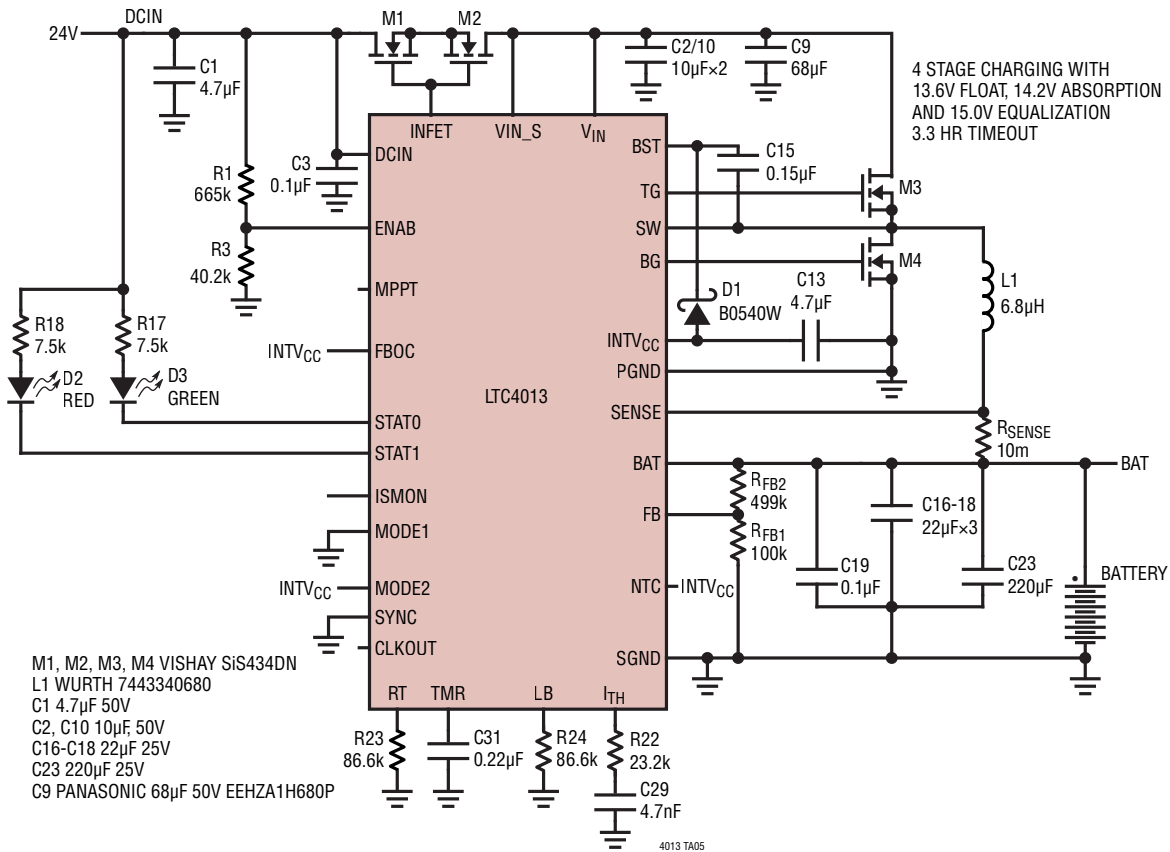 DCIN
24V
M1
M2
C1
4.7µF
C2/10
10µF×2
C9
68µF
4 STAGE CHARGING WITH
13.6V FLOAT, 14.2V ABSORPTION
AND 15.0V EQUALIZATION
3.3 HR TIMEOUT
INFET
VIN_S
VIN
DCIN
BST
C15
0.15µF
R1
665k
C3
0.1µF
TG
M3
ENAB
SW
R3
40.2k
BG
M4
MPPT
D1
B0540W
C13
4.7µF
L1
6.8µH
R18
7.5k
R17
7.5k
INTVCC
FBOC
INTVCC
PGND
D2
RED
D3
GREEN
LTC4013
STAT0
SENSE
STAT1
RSENSE
10m
BAT
BAT
ISMON
RFB2
499k
FB
C16-18
22µF×3
MODE1
RFB1
100k
C19
0.1µF
C23
220µF
BATTERY
INTVCC
MODE2
NTC
INTVCC
SYNC
CLKOUT
SGND
M1, M2, M3, M4 VISHAY SiS434DN
L1 WURTH 7443340680
C1 4.7µF 50V
C2, C10 10µF, 50V
C16-C18 22µF 25V
C23 220µF 25V
C9 PANASONIC 68µF 50V EEHZA1H680P
RT
TMR
LB
ITH
R23
86.6k
C31
0.22µF
R24
86.6k
R22
23.2k
C29
4.7nF
4013 TA05